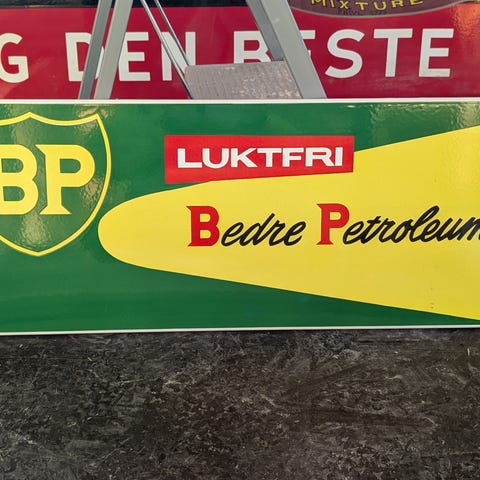 MIXTURE
G DEN BESTE
BP
LUKTFRI
Bedre Petroleum